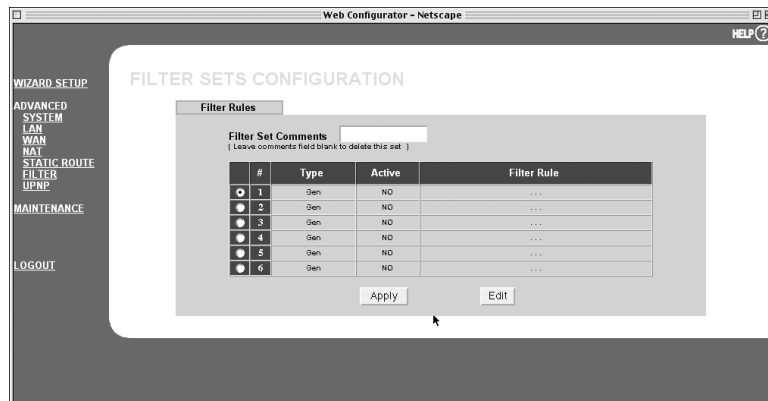 Web Configurator - Netscape
HELP ?
WIZARD SETUP
ADVANCED
SYSTEM
LAN
WAN
NAT
STATIC ROUTE
FILTER
UPNP
MAINTENANCE
LOGOUT
FILTER SETS CONFIGURATION
Filter Rules
Filter Set Comments
( Leave comments field blank to delete this set )
# Type Active Filter Rule
1 Gen NO ...
2 Gen NO ...
3 Gen NO ...
4 Gen NO ...
5 Gen NO ...
6 Gen NO ...
Apply Edit